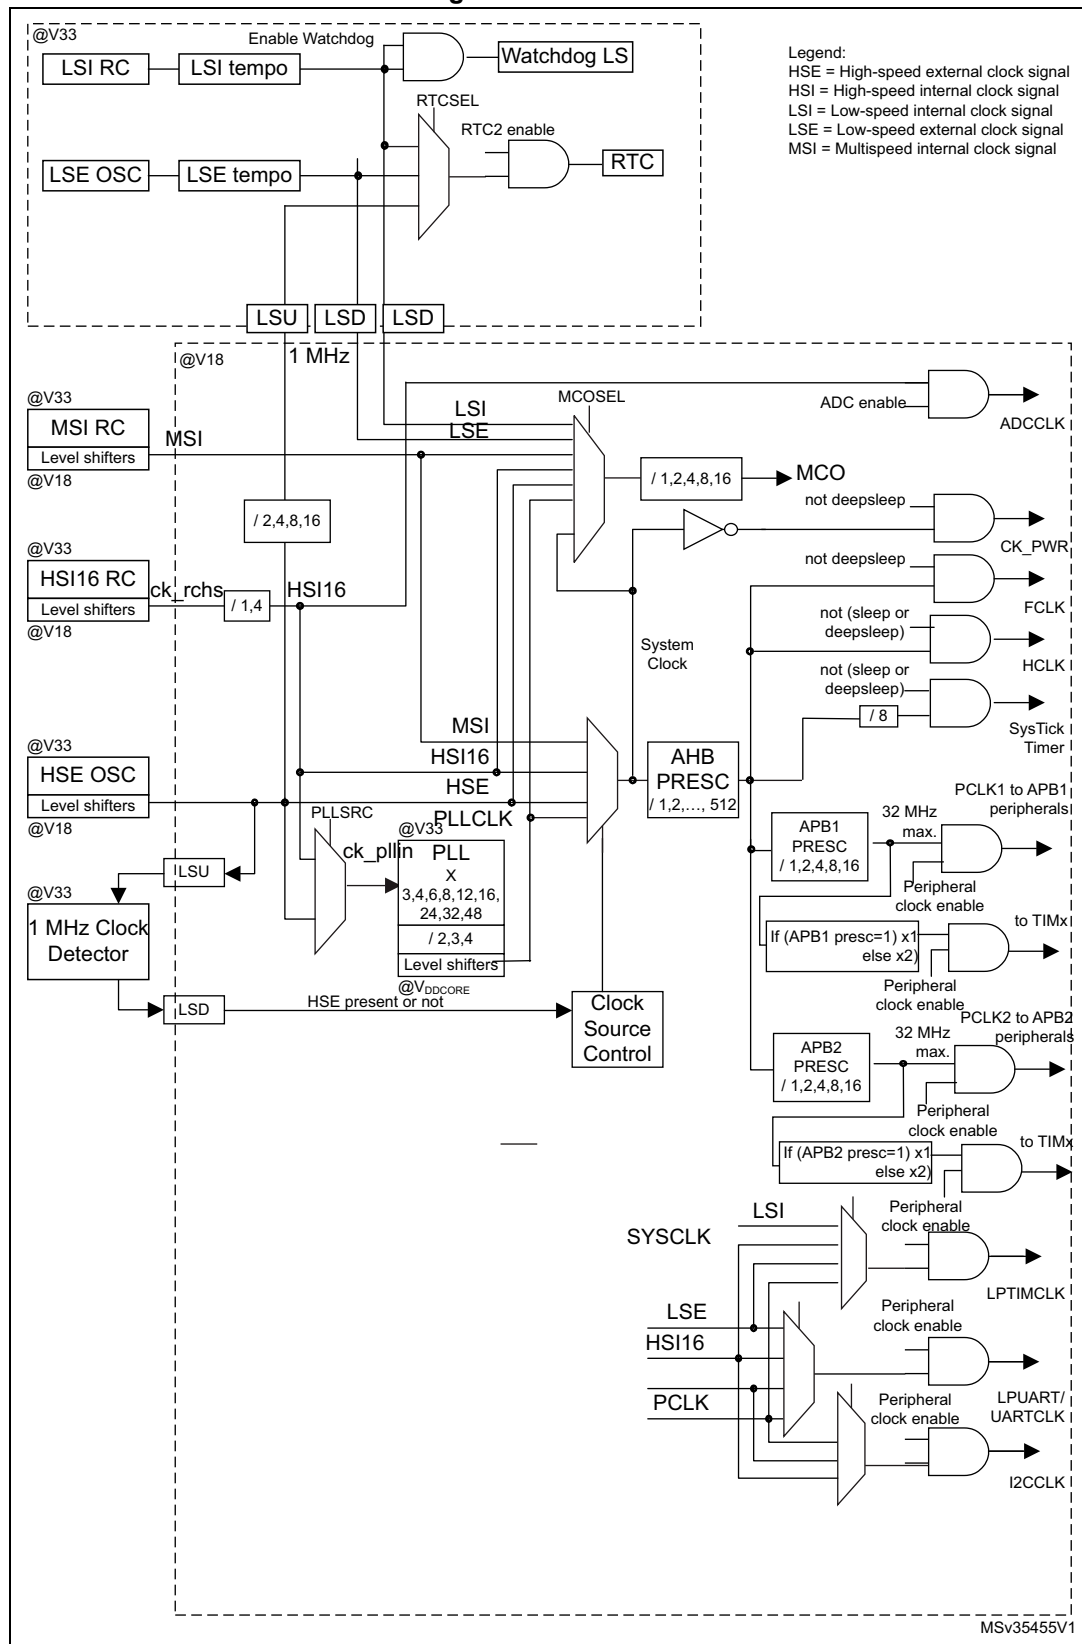 @V33
Enable Watchdog
LSI RC
LSI tempo
Watchdog LS
Legend:
HSE = High-speed external clock signal
HSI = High-speed internal clock signal
LSI = Low-speed internal clock signal
LSE = Low-speed external clock signal
MSI = Multispeed internal clock signal
RTCSEL
RTC2 enable
LSE OSC
LSE tempo
RTC
LSU
LSD
LSD
@V18
1 MHz
@V33
MSI RC
Level shifters
@V18
MSI
LSI
LSE
MCOSEL
ADC enable
ADCCLK
/ 1,2,4,8,16
MCO
/ 2,4,8,16
not deepsleep
CK_PWR
@V33
HSI16 RC
Level shifters
@V18
ck_rchs
/ 1,4
HSI16
not deepsleep
FCLK
System
Clock
not (sleep or
deepsleep)
HCLK
not (sleep or
deepsleep)
/ 8
SysTick
Timer
MSI
HSI16
HSE
PLLCLK
@V33
HSE OSC
Level shifters
@V18
AHB
PRESC
/ 1,2,..., 512
PCLK1 to APB1
peripherals
32 MHz
max.
APB1
PRESC
/ 1,2,4,8,16
Peripheral
clock enable
PLLSRC
ck_pllin
@V33
PLL
X
3,4,6,8,12,16,
24,32,48
/ 2,3,4
Level shifters
@VDDCORE
LSU
@V33
1 MHz Clock
Detector
LSD
HSE present or not
Clock
Source
Control
If (APB1 presc=1) x1
else x2)
to TIMx
Peripheral
clock enable
PCLK2 to APB2
peripherals
32 MHz
max.
APB2
PRESC
/ 1,2,4,8,16
Peripheral
clock enable
If (APB2 presc=1) x1
else x2)
to TIMx
Peripheral
clock enable
LSI
SYSCLK
LPTIMCLK
LSE
HSI16
PCLK
Peripheral
clock enable
LPUART/
UARTCLK
Peripheral
clock enable
I2CCLK
MSv35455V1